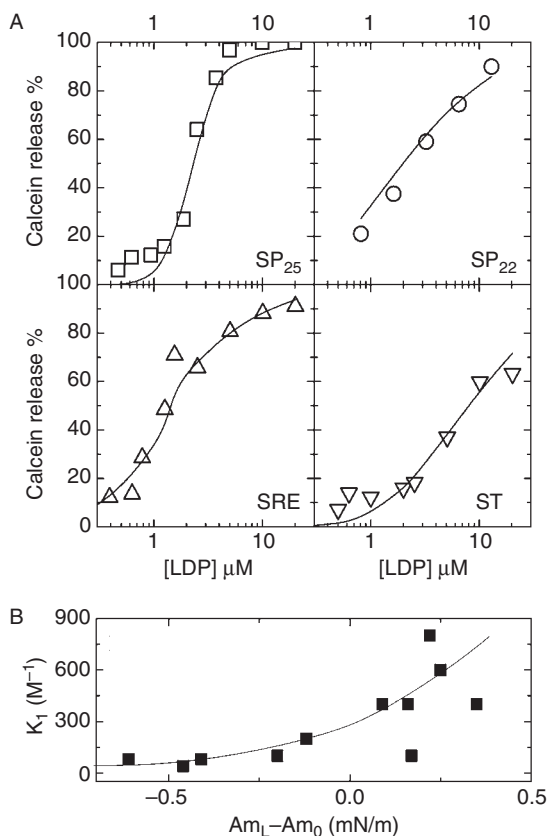 A
1 10 1 10
100
80
60
40
20
Calcein release %
SP25 SP22
100
80
60
40
20
0
Calcein release %
SRE ST
1 10 1 10
[LDP] μM [LDP] μM
B
900
600
300
0
K1 (M−1)
−0.5 0.0 0.5
AmL–Am0 (mN/m)